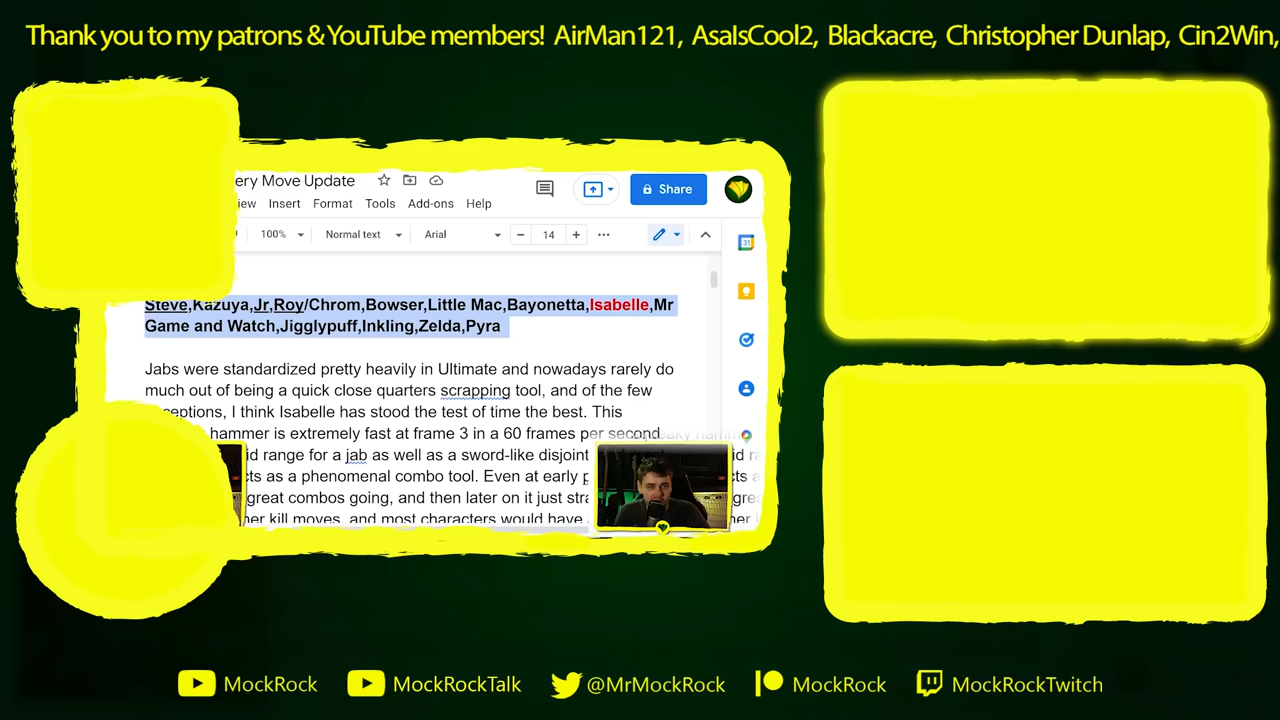 Thank you to my patrons & YouTube members! AirMan121, AsaIsCool2, Blackacre, Christopher Dunlap, Cin2Win,
ery Move Update
Share
iew Insert Format Tools Add-ons Help
100% Normal text Arial 14
31
Steve,Kazuya,Jr,Roy/Chrom,Bowser,Little Mac,Bayonetta,Isabelle,Mr
Game and Watch,Jigglypuff,Inkling,Zelda,Pyra
Jabs were standardized pretty heavily in Ultimate and nowadays rarely do
much out of being a quick close quarters scrapping tool, and of the few
ceptions, I think Isabelle has stood the test of time the best. This
hammer is extremely fast at frame 3 in a 60 frames per second
id range for a jab as well as a sword-like disjoint
cts as a phenomenal combo tool. Even at early
great combos going, and then later on it just
her kill moves, and most characters would have
MockRock MockRockTalk @MrMockRock MockRock MockRockTwitch